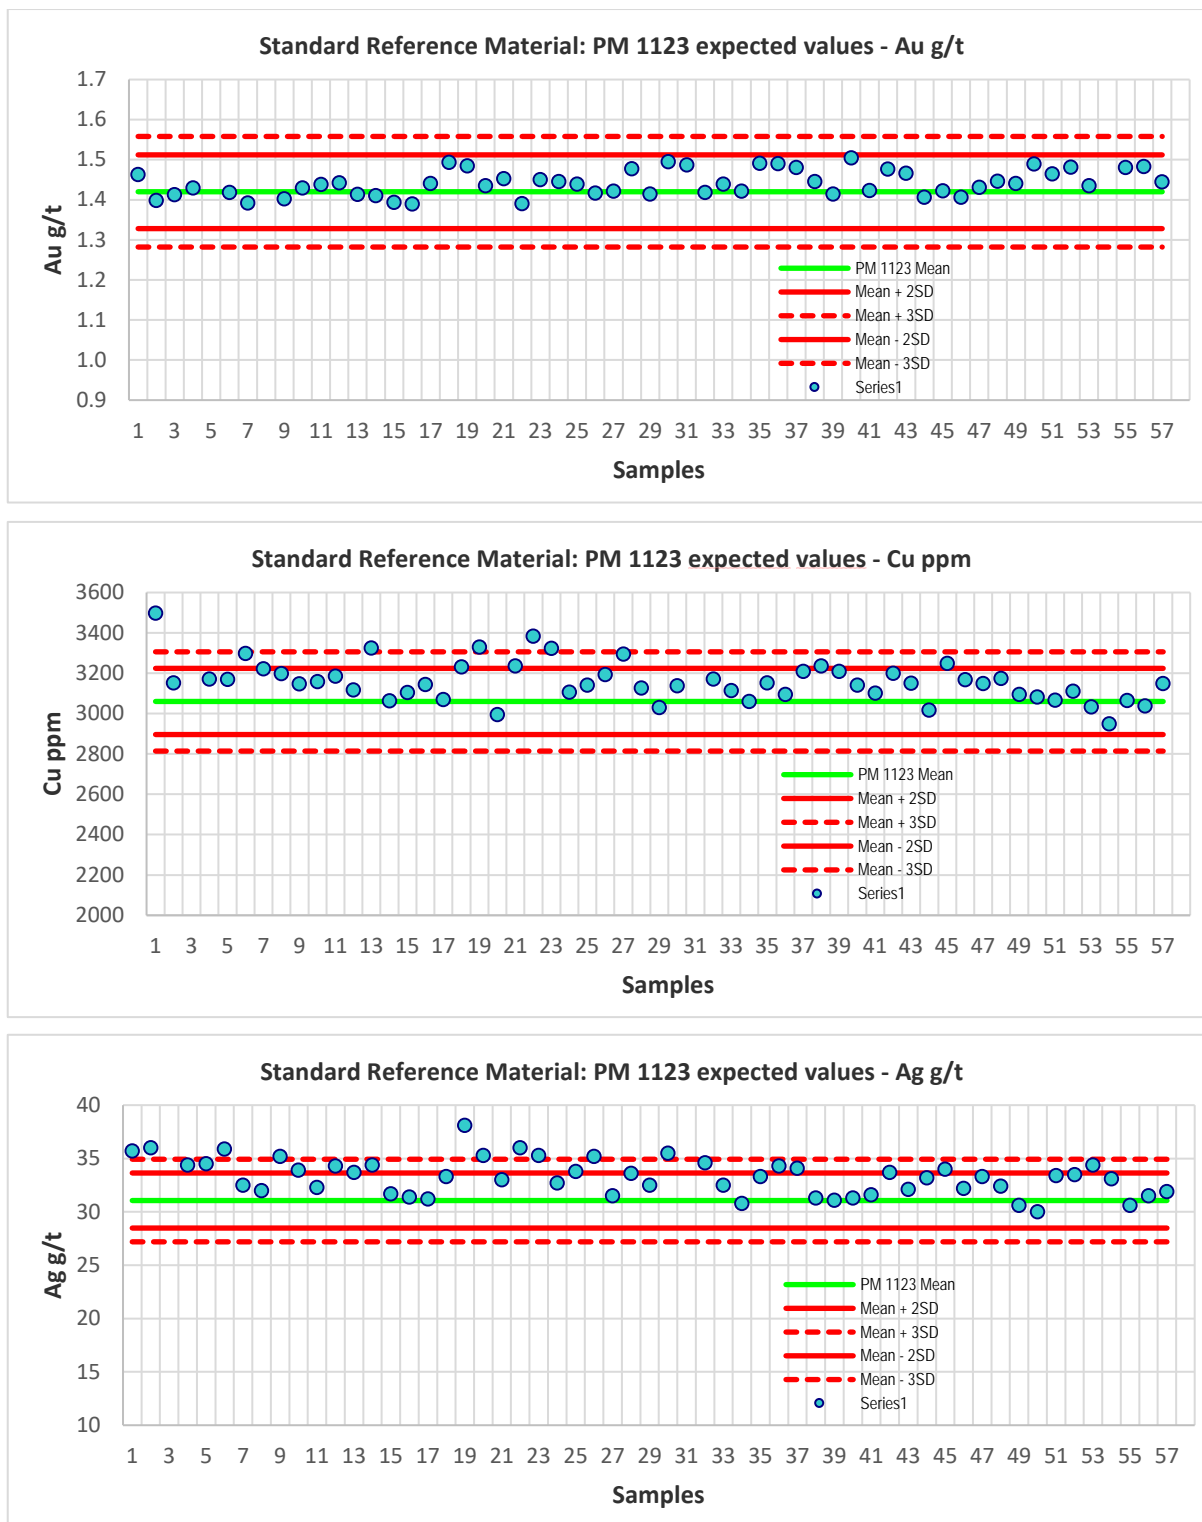 Standard Reference Material: PM 1123 expected values - Au g/t
1.7
1.6
1.5
1.4
1.3
1.2
1.1
1.0
0.9
Au g/t
PM 1123 Mean
Mean + 2SD
Mean + 3SD
Mean - 2SD
Mean - 3SD
Series1
1 3 5 7 9 11 13 15 17 19 21 23 25 27 29 31 33 35 37 39 41 43 45 47 49 51 53 55 57
Samples
Standard Reference Material: PM 1123 expected values - Cu ppm
3600
3400
3200
3000
2800
2600
2400
2200
2000
Cu ppm
PM 1123 Mean
Mean + 2SD
Mean + 3SD
Mean - 2SD
Mean - 3SD
Series1
1 3 5 7 9 11 13 15 17 19 21 23 25 27 29 31 33 35 37 39 41 43 45 47 49 51 53 55 57
Samples
Standard Reference Material: PM 1123 expected values - Ag g/t
40
35
30
25
20
15
10
Ag g/t
PM 1123 Mean
Mean + 2SD
Mean + 3SD
Mean - 2SD
Mean - 3SD
Series1
1 3 5 7 9 11 13 15 17 19 21 23 25 27 29 31 33 35 37 39 41 43 45 47 49 51 53 55 57
Samples